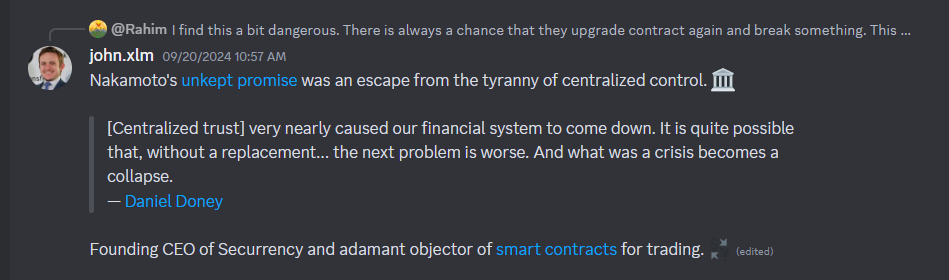 @Rahim I find this a bit dangerous. There is always a chance that they upgrade contract again and break something. This ...
john.xlm 09/20/2024 10:57 AM
Nakamoto's unkept promise was an escape from the tyranny of centralized control.
[Centralized trust] very nearly caused our financial system to come down. It is quite possible
that, without a replacement... the next problem is worse. And what was a crisis becomes a
collapse.
— Daniel Doney
Founding CEO of Securrency and adamant objector of smart contracts for trading. (edited)